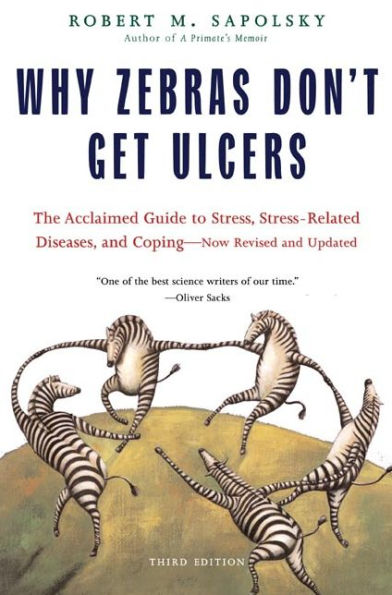 ROBERT M. SAPOLSKY
Author of A Primate's Memoir
WHY ZEBRAS DON'T
GET ULCERS
The Acclaimed Guide to Stress, Stress-Related
Diseases, and Coping—Now Revised and Updated
"One of the best science writers of our time."
—Oliver Sacks
THIRD EDITION